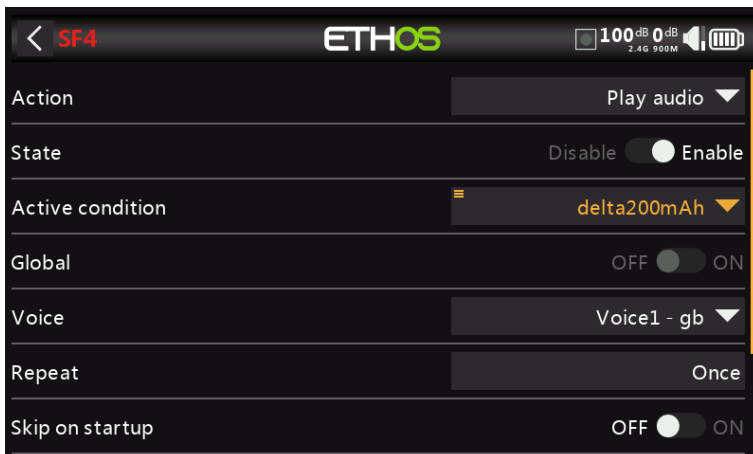 SF4 ETHOS 100dB 0dB
2.4G 900M
Action Play audio
State Disable Enable
Active condition delta200mAh
Global OFF ON
Voice Voice1 - gb
Repeat Once
Skip on startup OFF ON